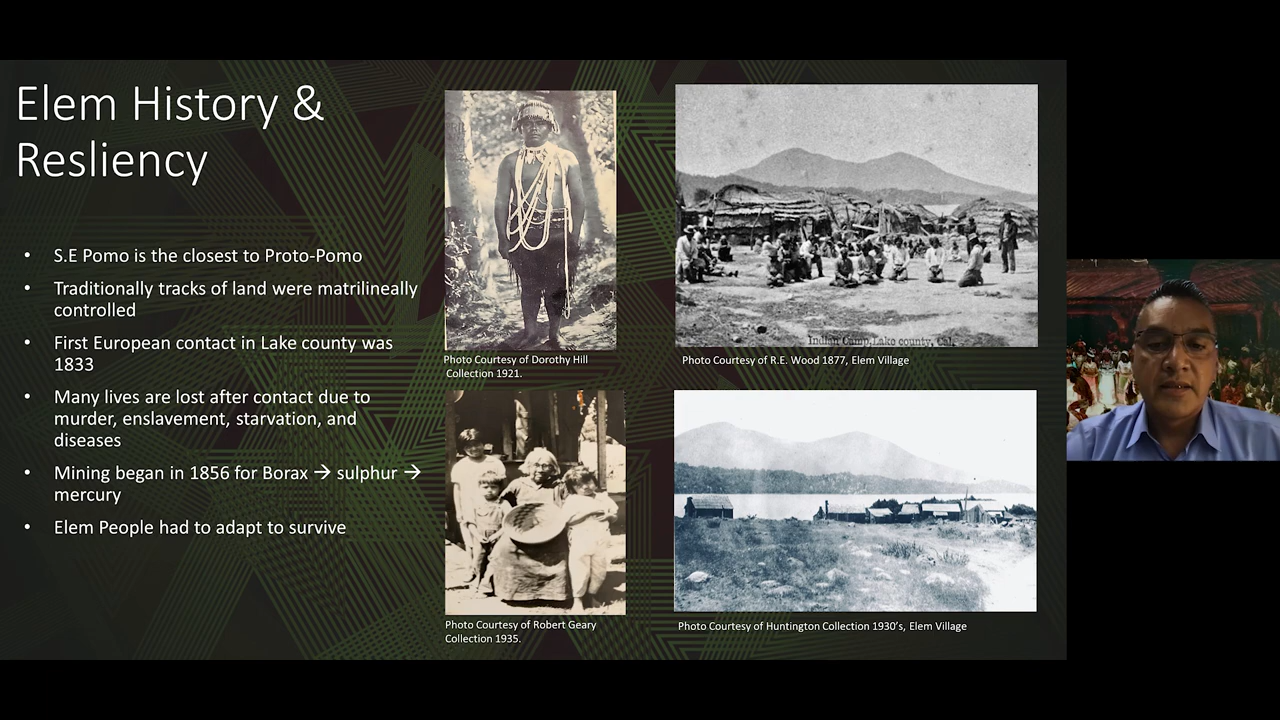 Elem History &
Resliency
• S.E Pomo is the closest to Proto-Pomo
• Traditionally tracks of land were matrilineally
controlled
• First European contact in Lake county was
1833
• Many lives are lost after contact due to
murder, enslavement, starvation, and
diseases
• Mining began in 1856 for Borax → sulphur →
mercury
• Elem People had to adapt to survive
Photo Courtesy of Dorothy Hill
Collection 1921.
Indian Camp, Lake county, Cal.
Photo Courtesy of R.E. Wood 1877, Elem Village
Photo Courtesy of Robert Geary
Collection 1935.
Photo Courtesy of Huntington Collection 1930’s, Elem Village